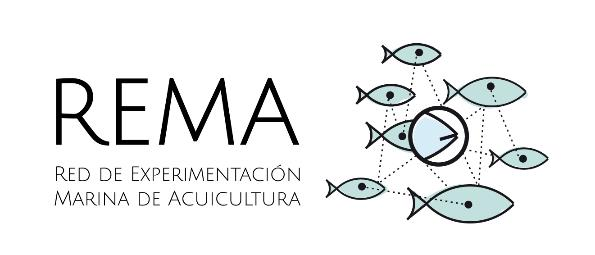 REMA
Red de Experimentación
Marina de Acuicultura